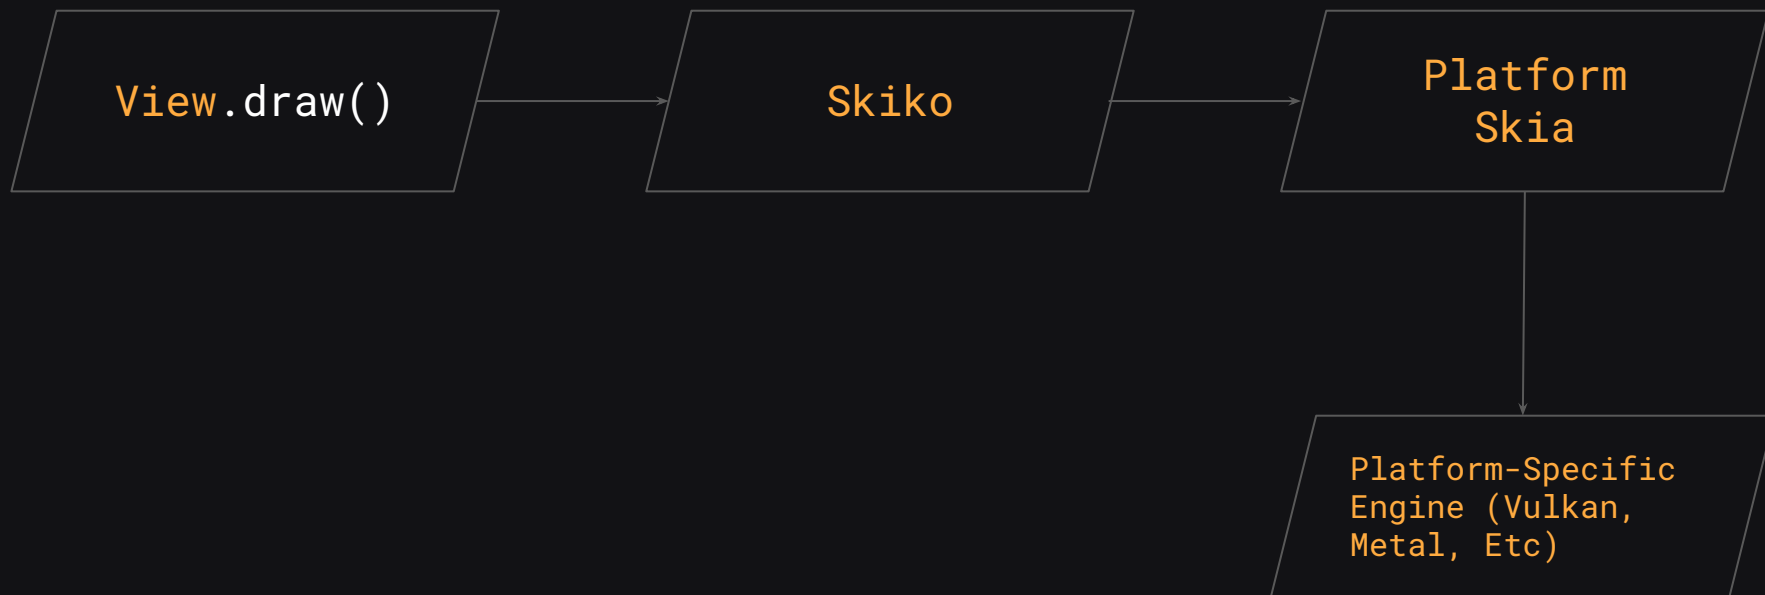 View.draw()
Skiko
Platform
Skia
Platform-Specific
Engine (Vulkan,
Metal, Etc)